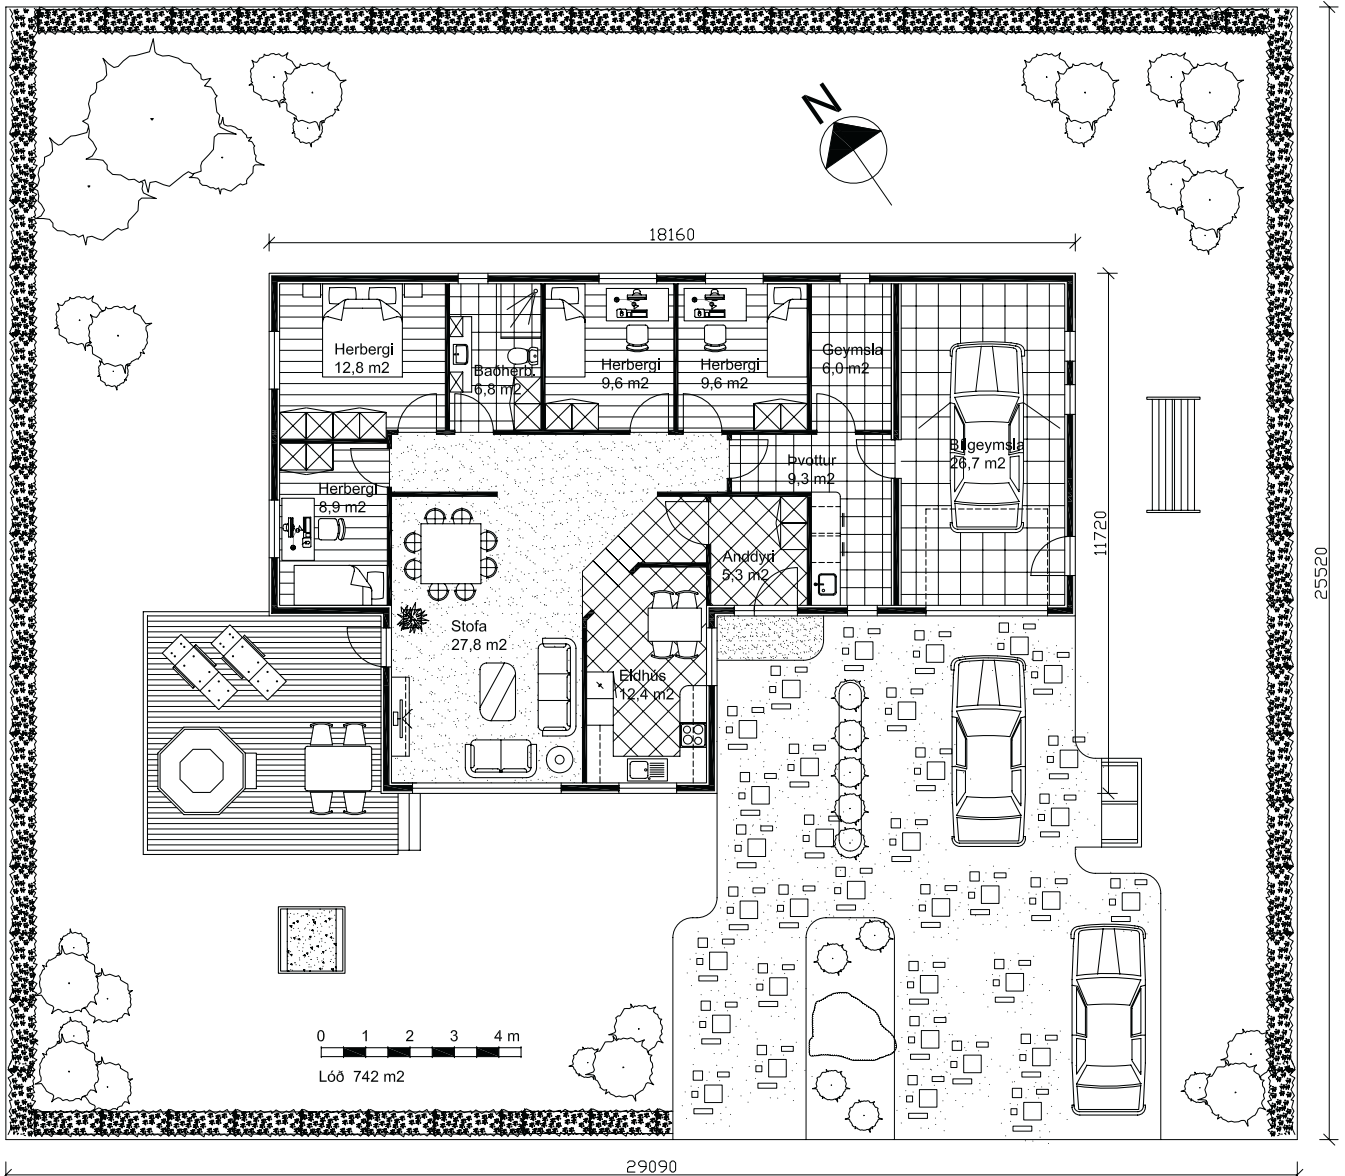 N
18160
Herbergi
12,8 m2
Baðherb.
6,8 m2
Herbergi
9,6 m2
Herbergi
9,6 m2
Geymsla
6,0 m2
Bílgeymsla
26,7 m2
Þvottur
9,3 m2
Herbergi
8,9 m2
11720
Anddyri
5,3 m2
25520
Stofa
27,8 m2
Eldhús
12,4 m2
0 1 2 3 4 m
Lóð 742 m2
29090